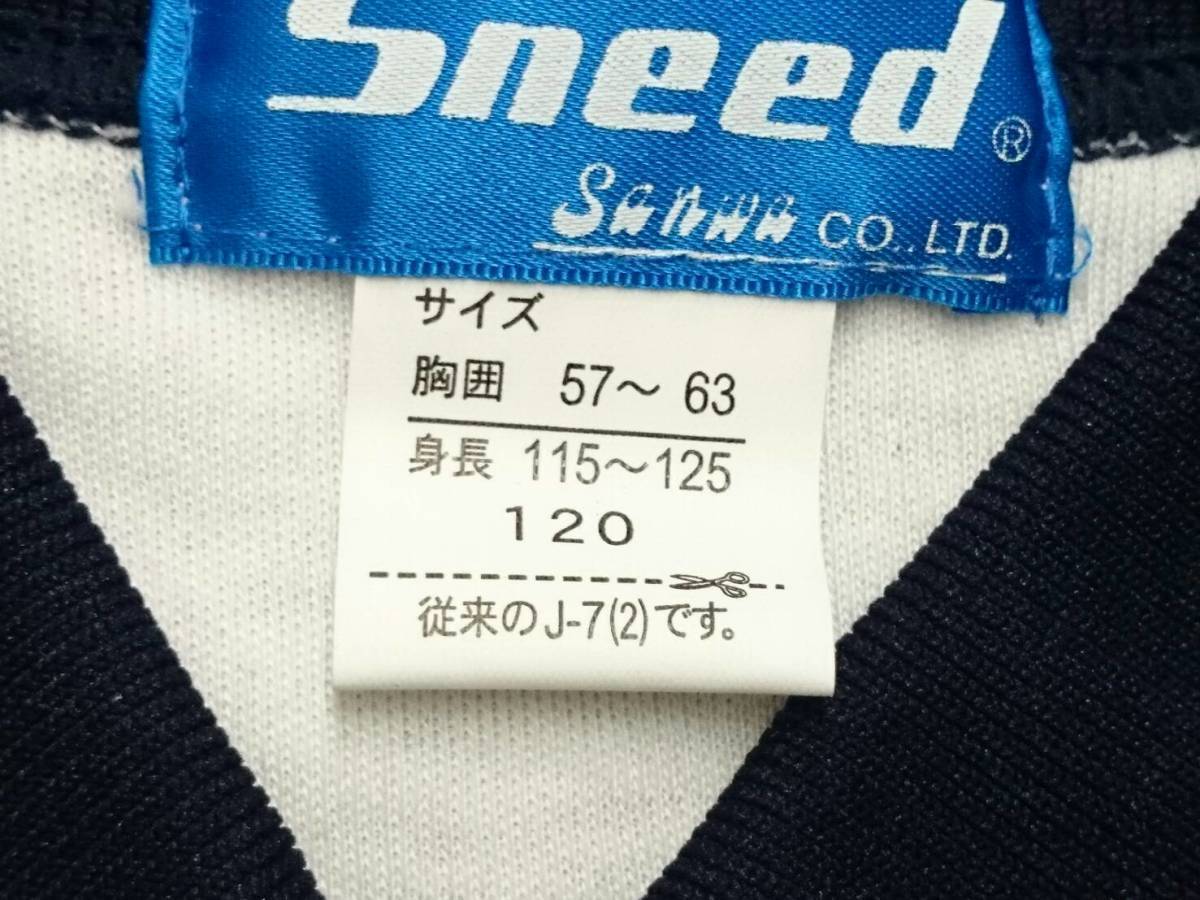 Sneed®
Sanwa CO.,LTD.
サイズ
胸囲 57～63
身長 115～125
120
従来のJ-7(2)です。